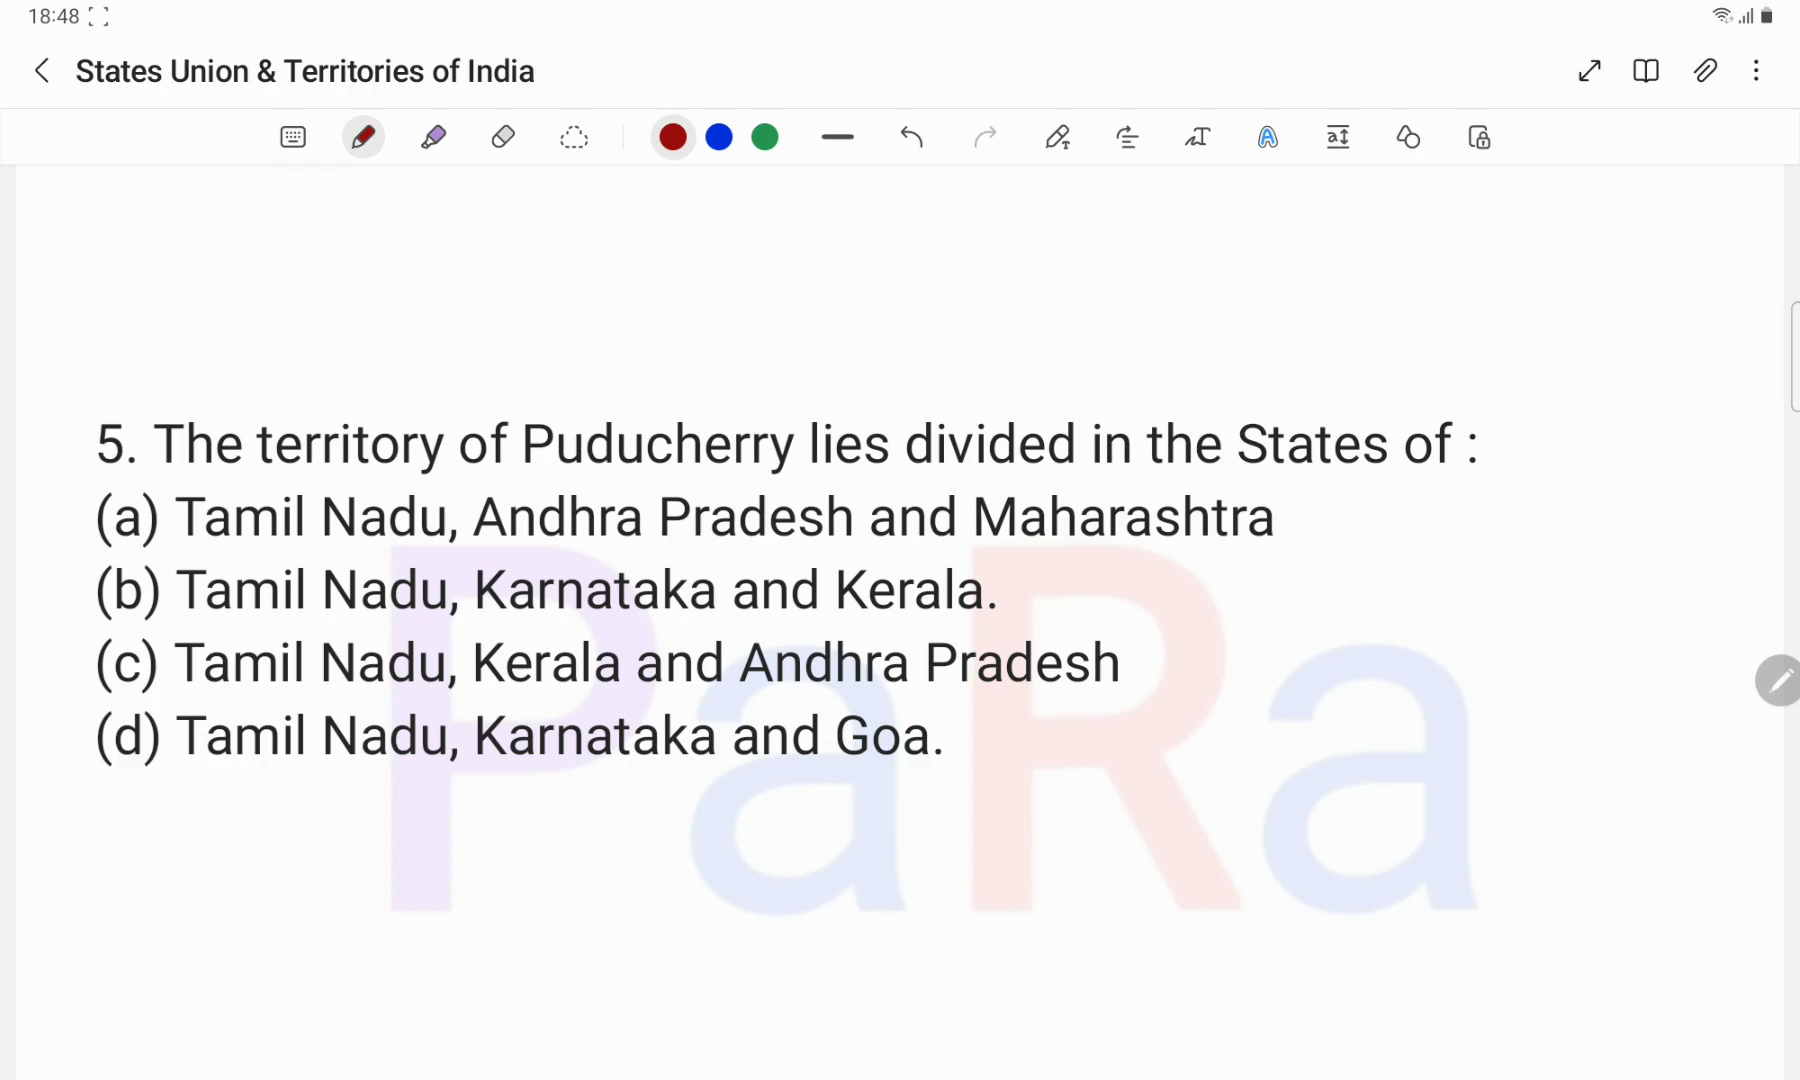 18:48
States Union & Territories of India
5. The territory of Puducherry lies divided in the States of :
(a) Tamil Nadu, Andhra Pradesh and Maharashtra
(b) Tamil Nadu, Karnataka and Kerala.
(c) Tamil Nadu, Kerala and Andhra Pradesh
(d) Tamil Nadu, Karnataka and Goa.
PaRa